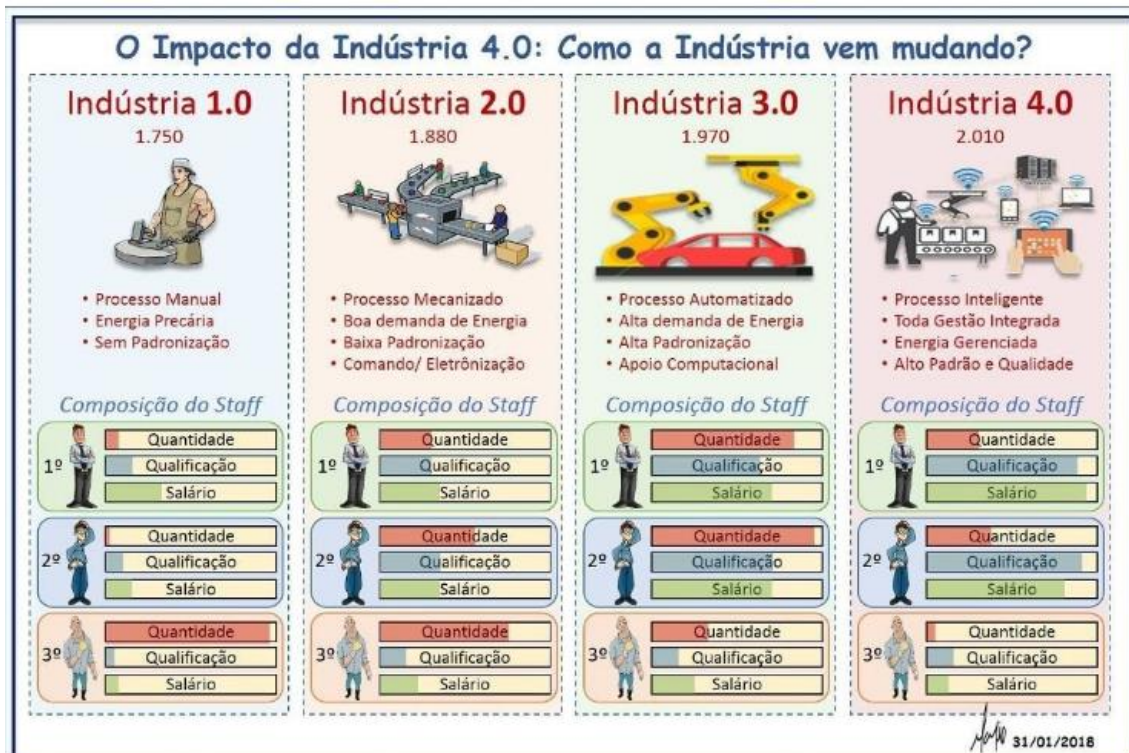 O Impacto da Indústria 4.0: Como a Indústria vem mudando?
Indústria 1.0
1.750
• Processo Manual
• Energia Precária
• Sem Padronização
Composição do Staff
1º
Quantidade
Qualificação
Salário
2º
Quantidade
Qualificação
Salário
3º
Quantidade
Qualificação
Salário
Indústria 2.0
1.880
• Processo Mecanizado
• Boa demanda de Energia
• Baixa Padronização
• Comando/ Eletrônização
Composição do Staff
1º
Quantidade
Qualificação
Salário
2º
Quantidade
Qualificação
Salário
3º
Quantidade
Qualificação
Salário
Indústria 3.0
1.970
• Processo Automatizado
• Alta demanda de Energia
• Alta Padronização
• Apoio Computacional
Composição do Staff
1º
Quantidade
Qualificação
Salário
2º
Quantidade
Qualificação
Salário
3º
Quantidade
Qualificação
Salário
Indústria 4.0
2.010
• Processo Inteligente
• Toda Gestão Integrada
• Energia Gerenciada
• Alto Padrão e Qualidade
Composição do Staff
1º
Quantidade
Qualificação
Salário
2º
Quantidade
Qualificação
Salário
3º
Quantidade
Qualificação
Salário
31/01/2018